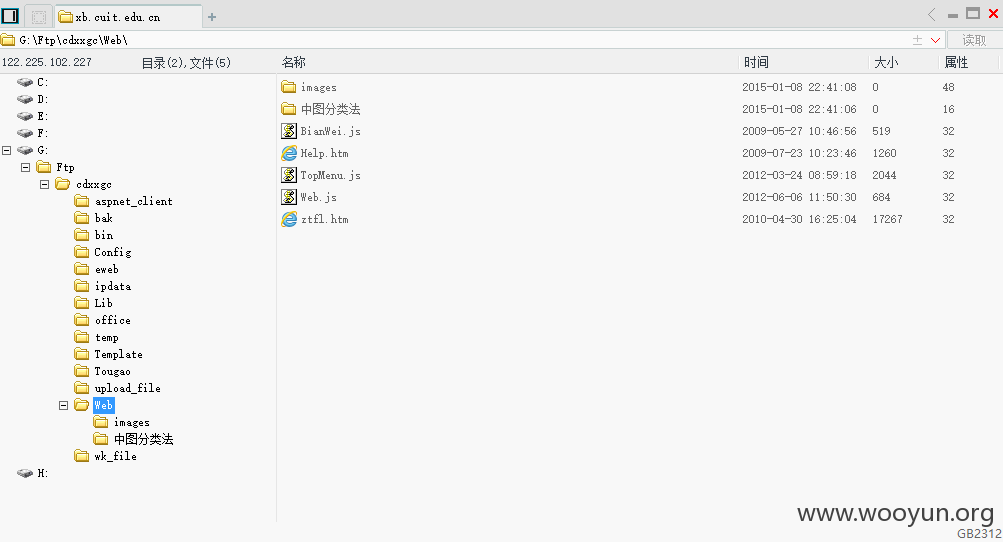 xb.cuit.edu.cn
G:\Ftp\cdxxgc\Web\
读取
122.225.102.227 目录(2),文件(5) 名称 时间 大小 属性
C:
D:
E:
F:
G:
Ftp
cdxxgc
aspnet_client
bak
bin
Config
eweb
ipdata
Lib
office
temp
Template
Tougao
upload_file
Web
images
中图分类法
wk_file
H:
images 2015-01-08 22:41:08 0 48
中图分类法 2015-01-08 22:41:06 0 16
BianWei.js 2009-05-27 10:46:56 519 32
Help.htm 2009-07-23 10:23:46 1260 32
TopMenu.js 2012-03-24 08:59:18 2044 32
Web.js 2012-06-06 11:50:30 684 32
ztfl.htm 2010-04-30 16:25:04 17267 32
www.wooyun.org
GB2312